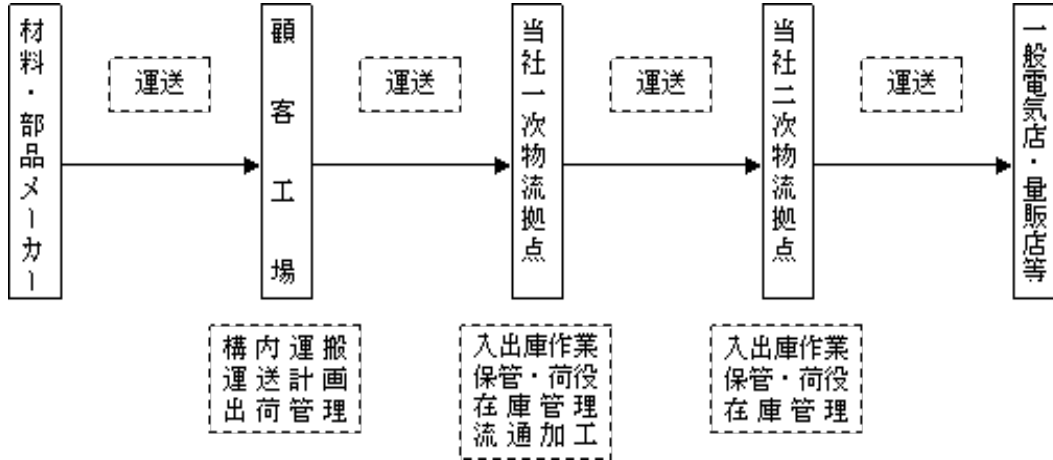 材料・部品メーカー
運送
顧客工場
運送
当社一次物流拠点
運送
当社二次物流拠点
運送
一般電気店・量販店等
構内運搬
運送計画
出荷管理
入出庫作業
保管・荷役
在庫管理
流通加工
入出庫作業
保管・荷役
在庫管理